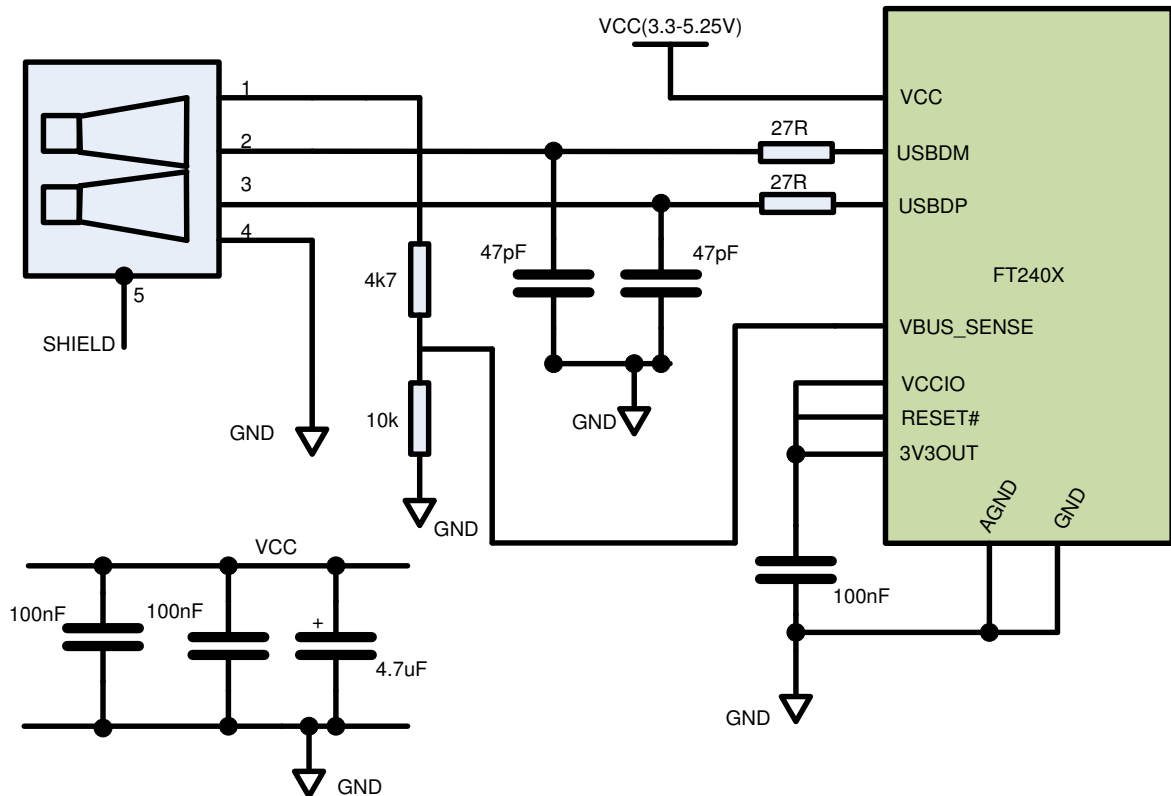 VCC(3.3-5.25V)
1
VCC
27R
2
USBDM
27R
3
USBDP
4
47pF
47pF
4k7
FT240X
5
VBUS_SENSE
SHIELD
VCCIO
10k
RESET#
GND
GND
3V3OUT
AGND
GND
GND
VCC
100nF
100nF
100nF
+
4.7uF
GND
GND